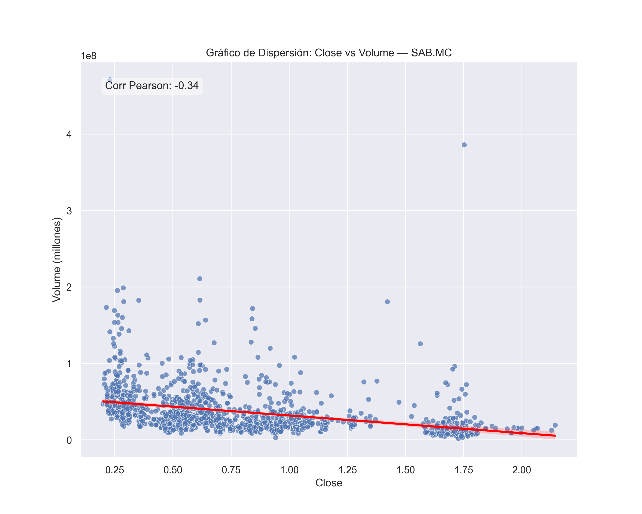 Gráfico de Dispersión: Close vs Volume — SAB.MC
1e8
Corr Pearson: -0.34
4
3
2
1
0
Volume (millones)
0.25 0.50 0.75 1.00 1.25 1.50 1.75 2.00
Close